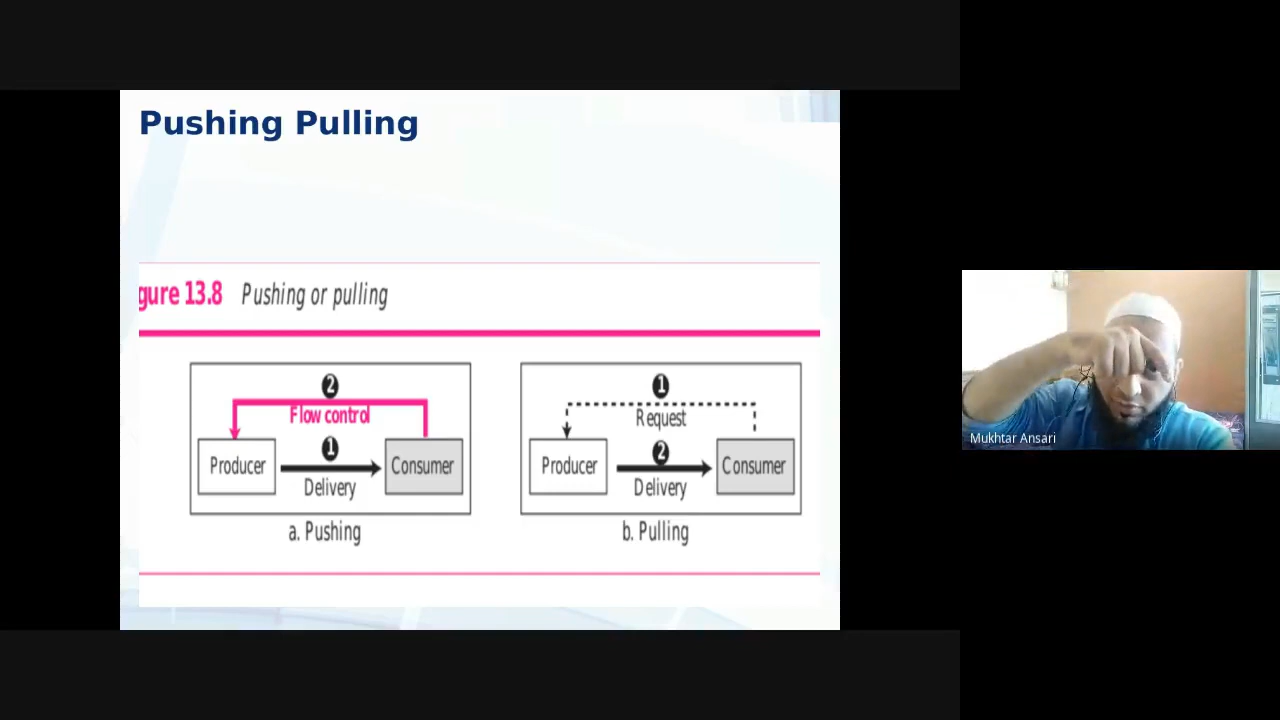 Pushing Pulling
gure 13.8 Pushing or pulling
2
Flow control
Producer
1
Delivery
Consumer
a. Pushing
1
Request
Producer
2
Delivery
Consumer
b. Pulling
Mukhtar Ansari